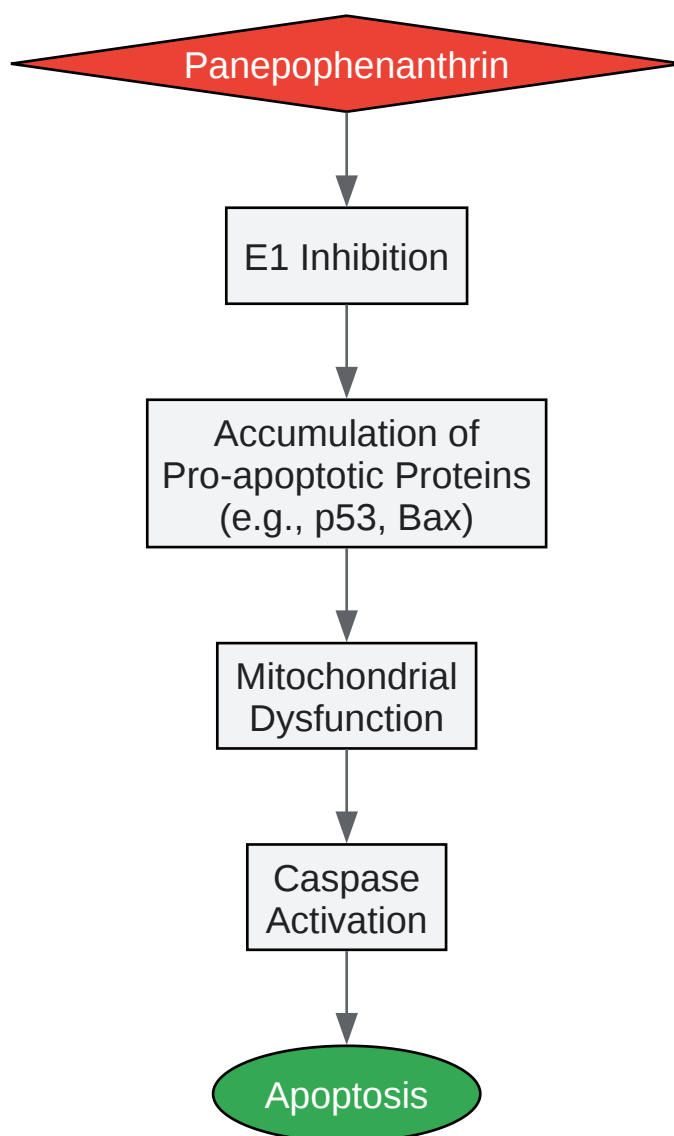 Panepophenanthrin
E1 Inhibition
Accumulation of
Pro-apoptotic Proteins
(e.g., p53, Bax)
Mitochondrial
Dysfunction
Caspase
Activation
Apoptosis